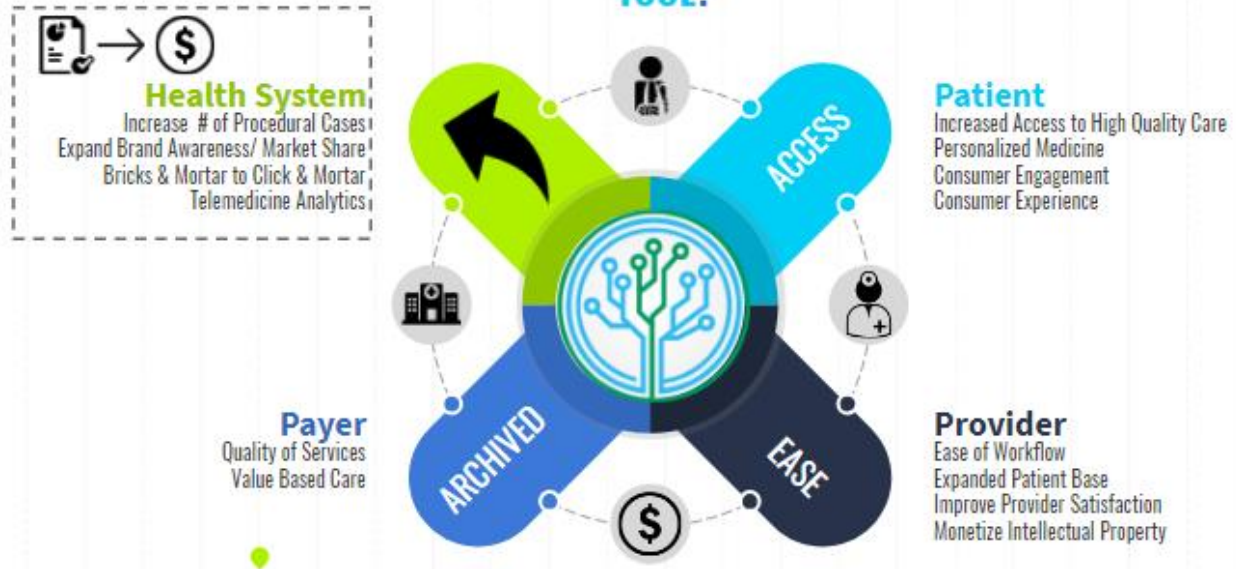 TOOL?
Health System
Increase # of Procedural Cases
Expand Brand Awareness/ Market Share
Bricks & Mortar to Click & Mortar
Telemedicine Analytics
ACCESS
Patient
Increased Access to High Quality Care
Personalized Medicine
Consumer Engagement
Consumer Experience
Payer
Quality of Services
Value Based Care
ARCHIVED
EASE
Provider
Ease of Workflow
Expanded Patient Base
Improve Provider Satisfaction
Monetize Intellectual Property